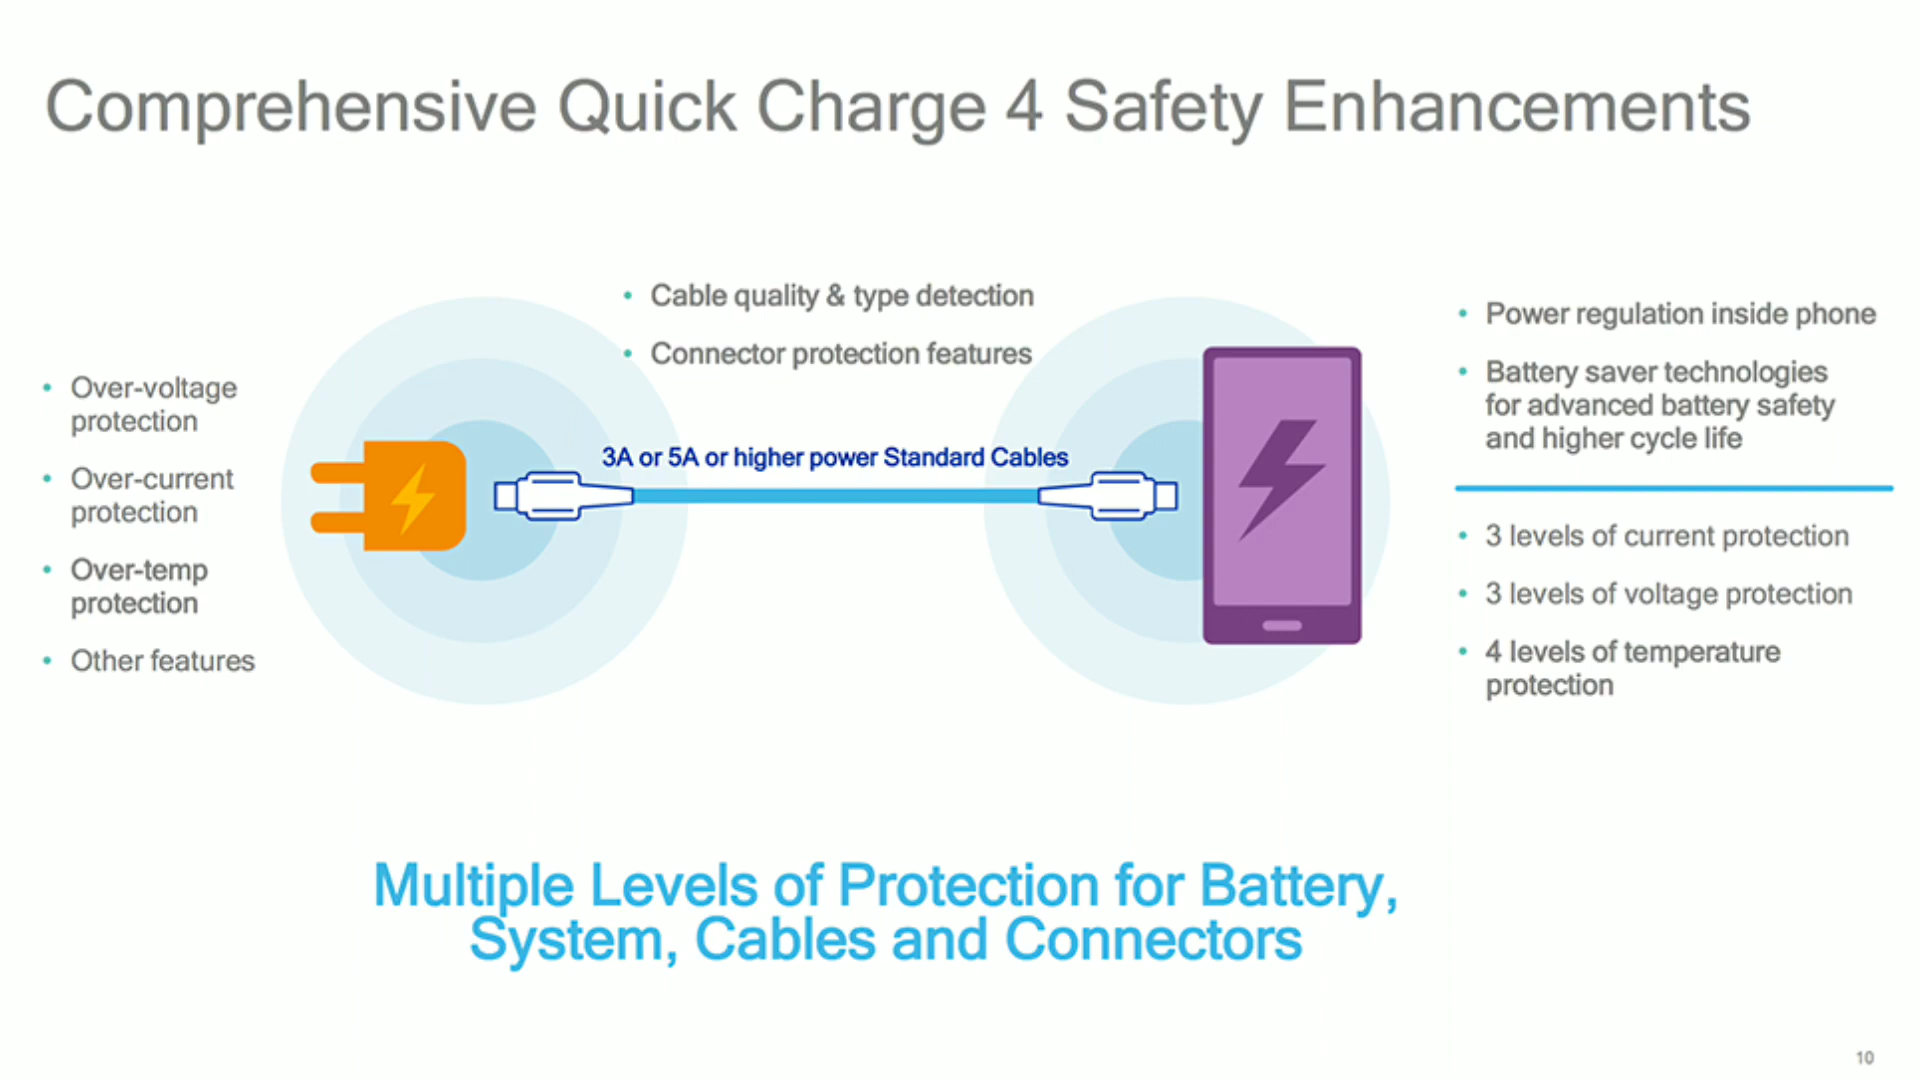 Comprehensive Quick Charge 4 Safety Enhancements
• Over-voltage
protection
• Over-current
protection
• Over-temp
protection
• Other features
• Cable quality & type detection
• Connector protection features
3A or 5A or higher power Standard Cables
• Power regulation inside phone
• Battery saver technologies
for advanced battery safety
and higher cycle life
• 3 levels of current protection
• 3 levels of voltage protection
• 4 levels of temperature
protection
Multiple Levels of Protection for Battery,
System, Cables and Connectors
10